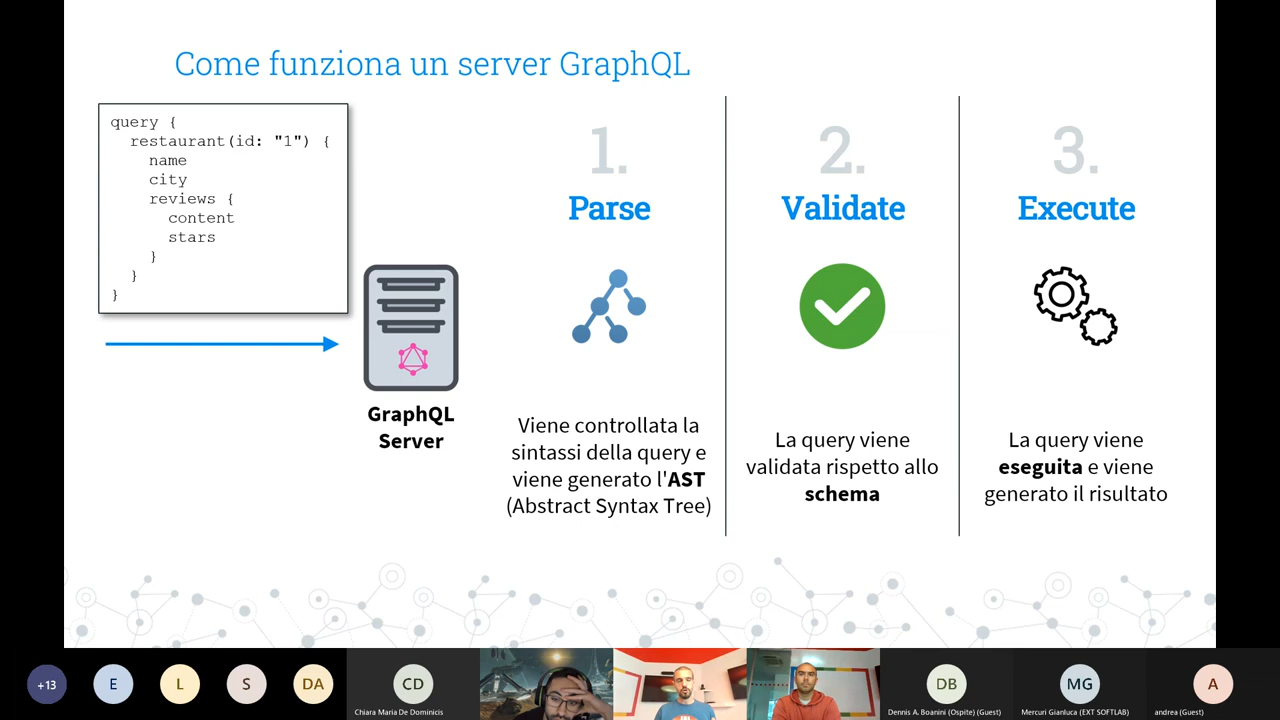 Come funziona un server GraphQL
query {
restaurant(id: "1") {
name
city
reviews {
content
stars
}
}
}
GraphQL
Server
1.
Parse
Viene controllata la
sintassi della query e
viene generato l'AST
(Abstract Syntax Tree)
2.
Validate
La query viene
validata rispetto allo
schema
3.
Execute
La query viene
eseguita e viene
generato il risultato
+13
E
L
S
DA
CD
Chiara Maria De Dominicis
DB
Dennis A. Boanini (Ospite) (Guest)
MG
Mercuri Gianluca (EXT SOFTLAB)
A
andrea (Guest)